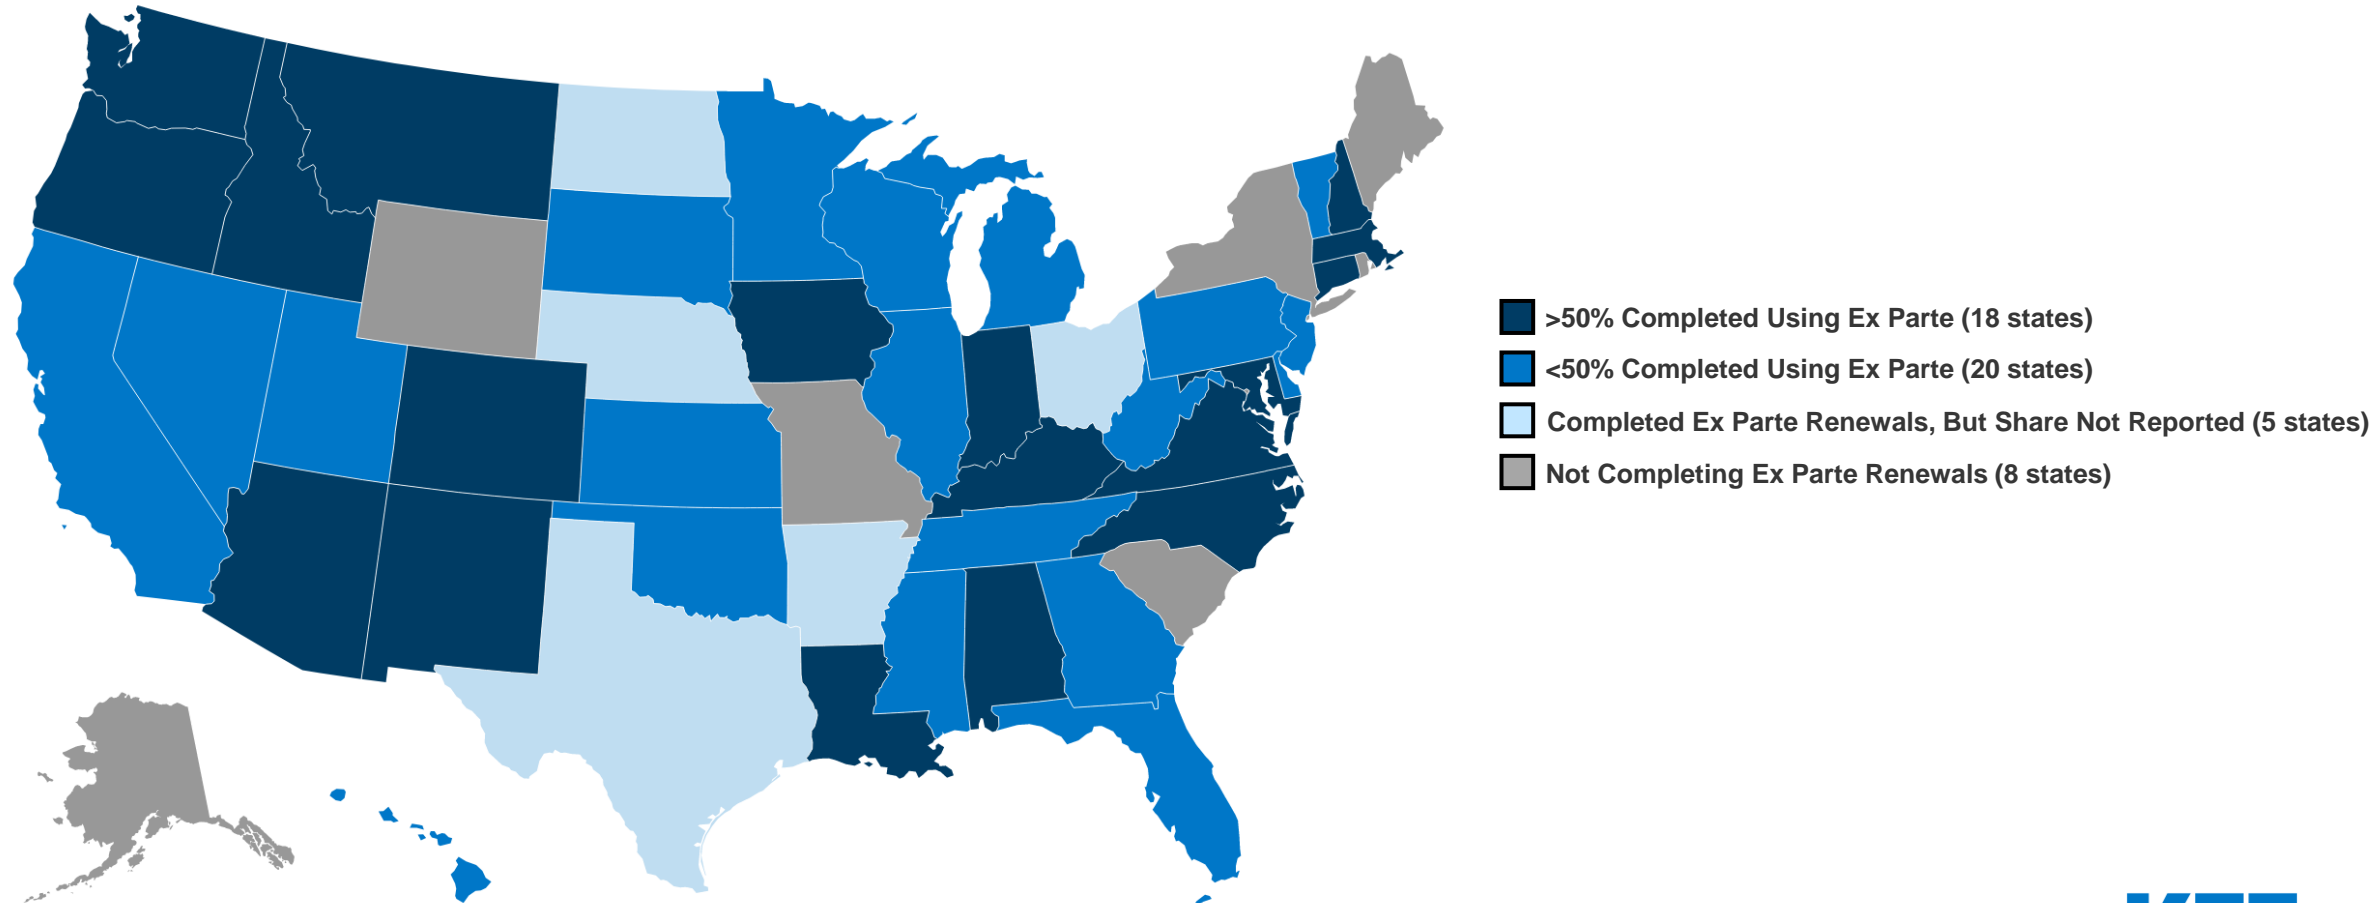 >50% Completed Using Ex Parte (18 states)
<50% Completed Using Ex Parte (20 states)
Completed Ex Parte Renewals, But Share Not Reported (5 states)
Not Completing Ex Parte Renewals (8 states)